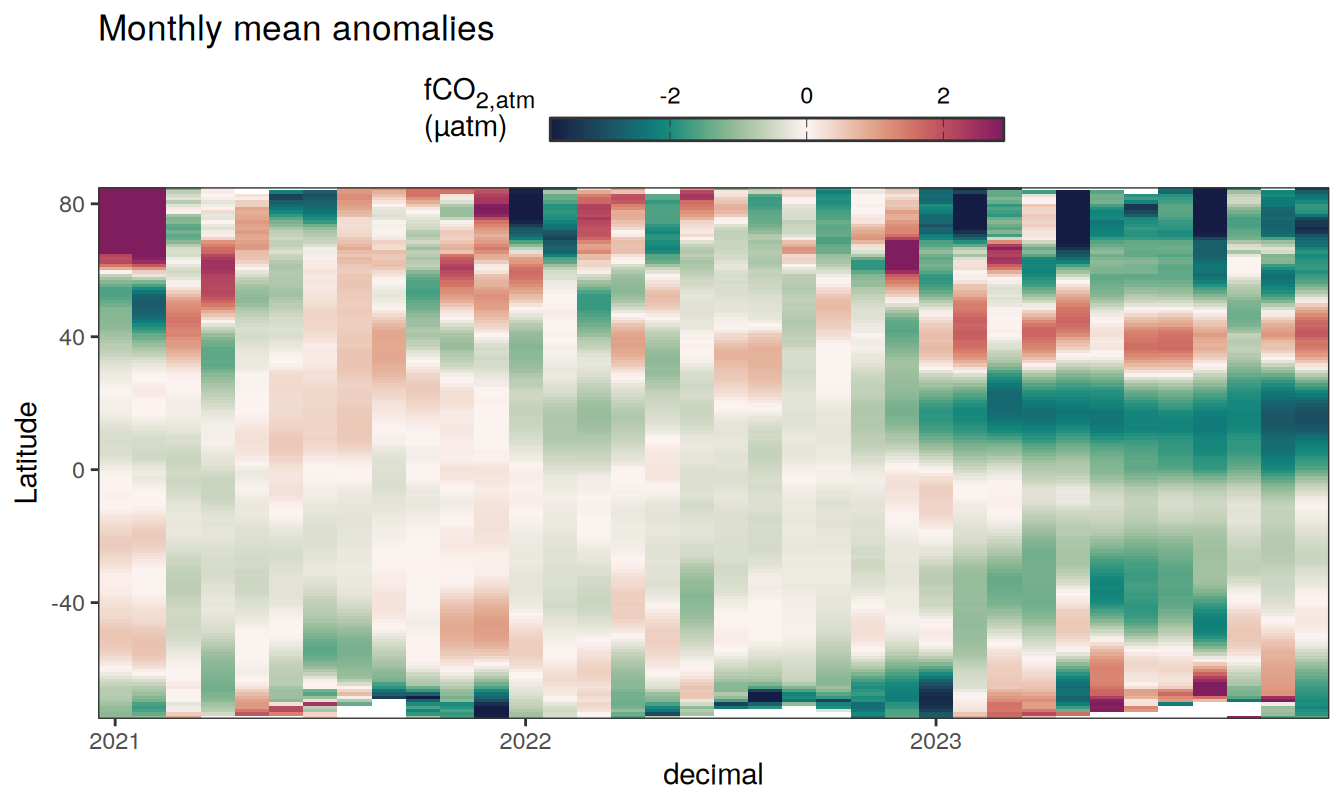 Monthly mean anomalies
fCO2,atm
(µatm)
-2 0 2
80
40
0
-40
Latitude
2021 2022 2023
decimal